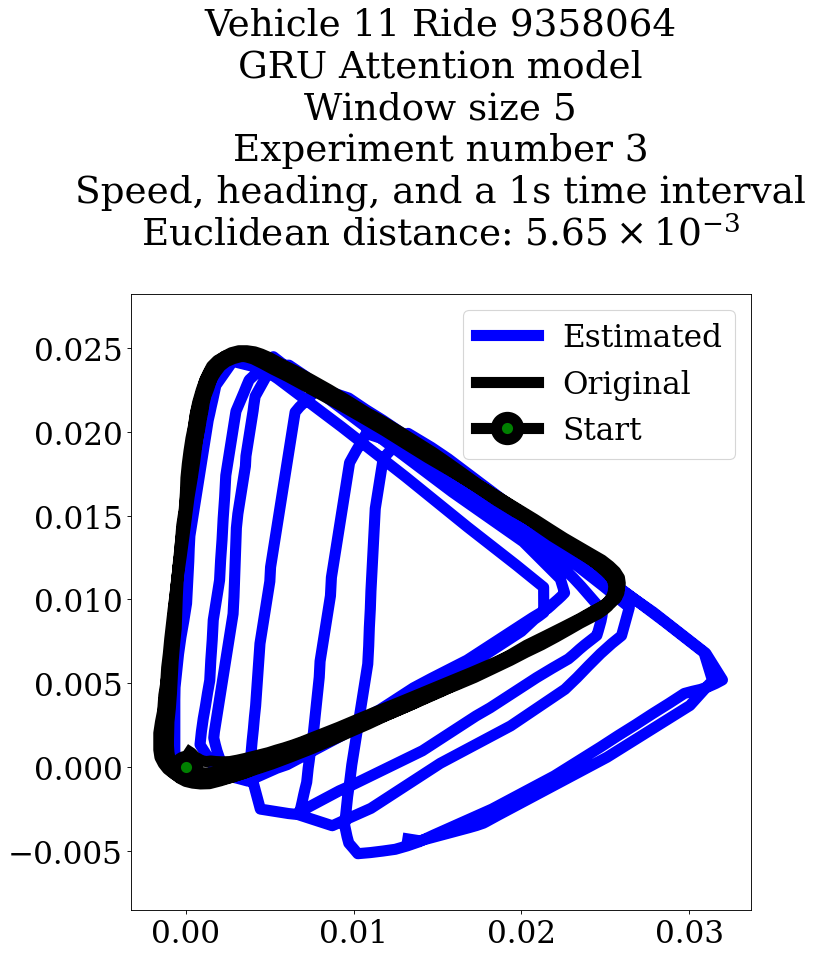 Vehicle 11 Ride 9358064
GRU Attention model
Window size 5
Experiment number 3
Speed, heading, and a 1s time interval
Euclidean distance: 5.65 × 10⁻³
Estimated
Original
Start
0.025
0.020
0.015
0.010
0.005
0.000
−0.005
0.00 0.01 0.02 0.03